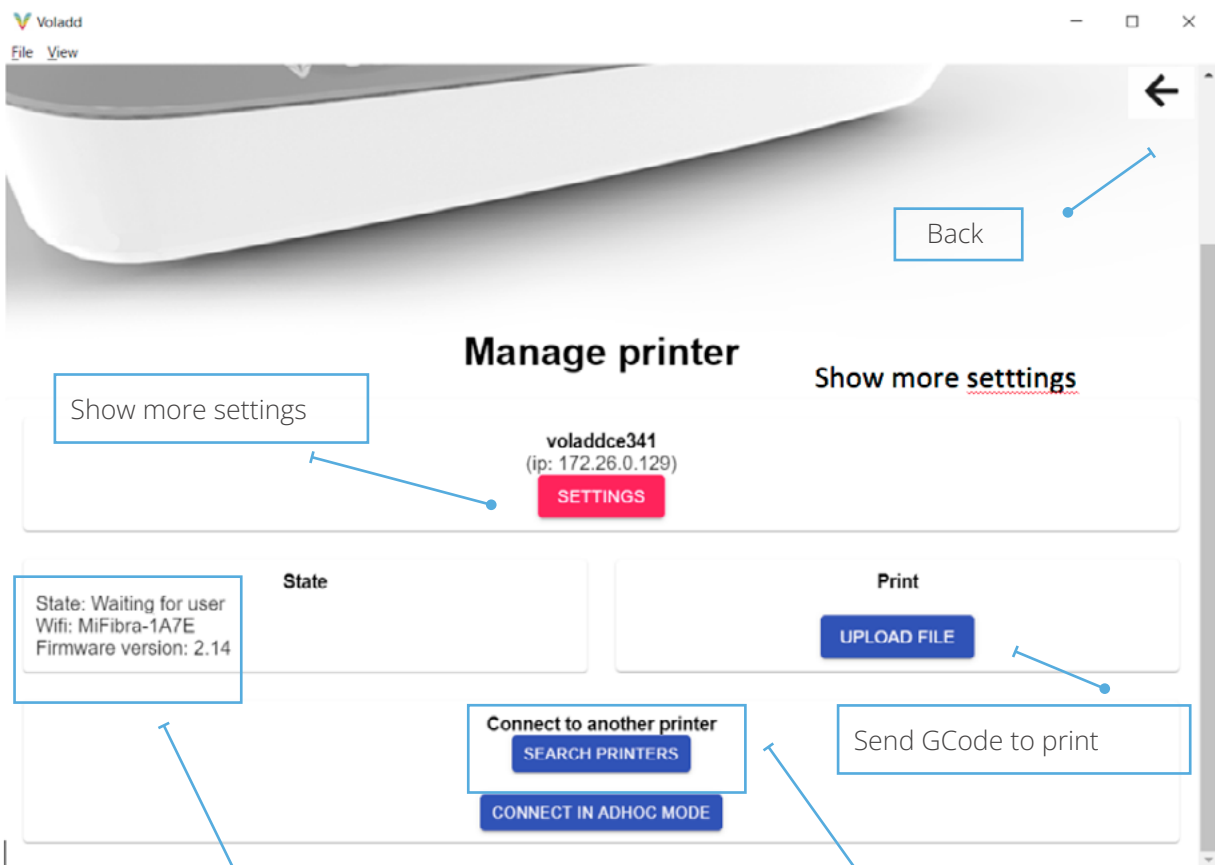 Voladd
File View
Back
Manage printer
Show more setttings
Show more settings
voladdce341
(ip: 172.26.0.129)
SETTINGS
State
State: Waiting for user
Wifi: MiFibra-1A7E
Firmware version: 2.14
Print
UPLOAD FILE
Connect to another printer
SEARCH PRINTERS
Send GCode to print
CONNECT IN ADHOC MODE